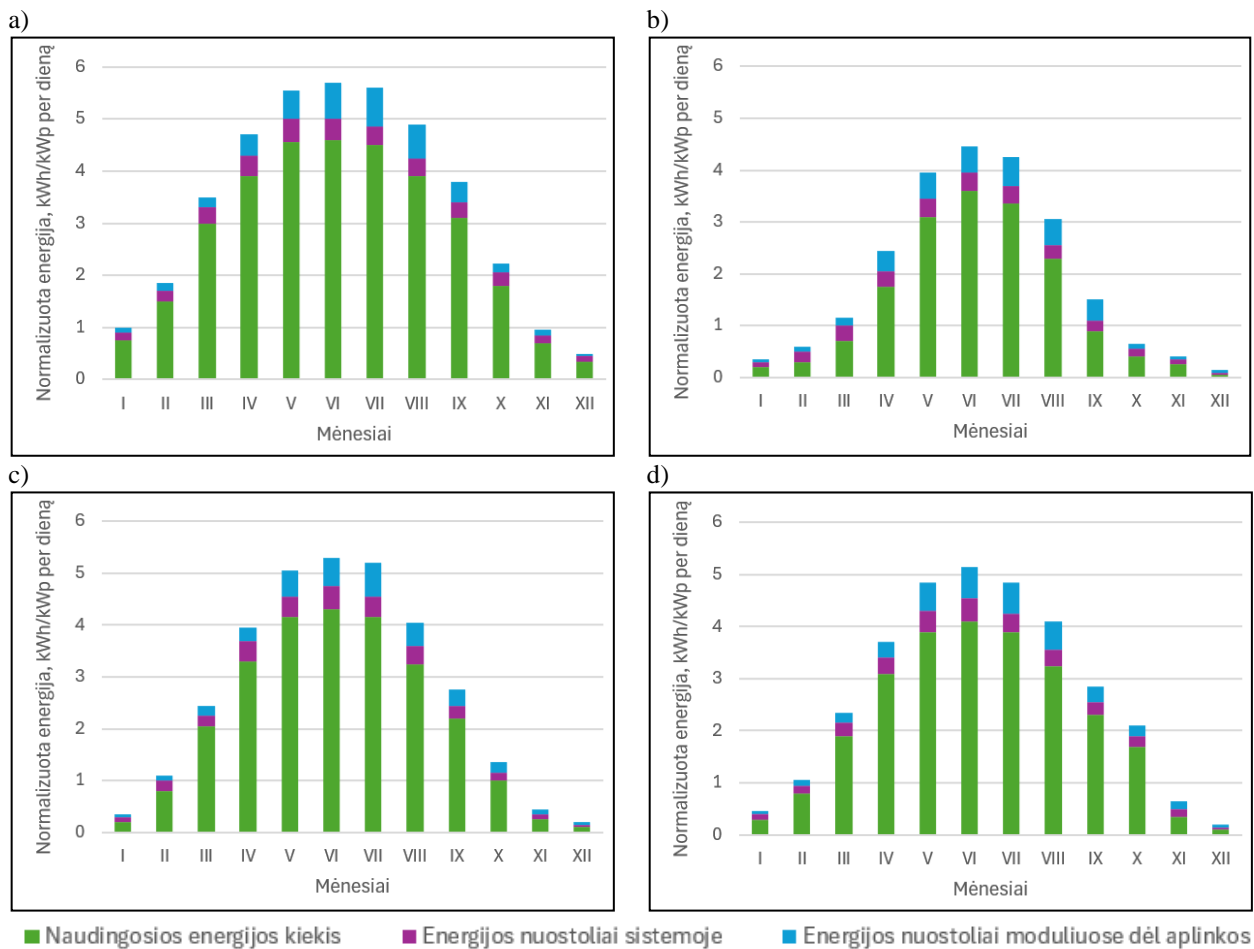 a)
Normalizuota energija, kWh/kWp per dieną
6
5
4
3
2
1
0
I II III IV V VI VII VIII IX X XI XII
Mėnesiai
b)
Normalizuota energija, kWh/kWp per dieną
6
5
4
3
2
1
0
I II III IV V VI VII VIII IX X XI XII
Mėnesiai
c)
Normalizuota energija, kWh/kWp per dieną
6
5
4
3
2
1
0
I II III IV V VI VII VIII IX X XI XII
Mėnesiai
d)
Normalizuota energija, kWh/kWp per dieną
6
5
4
3
2
1
0
I II III IV V VI VII VIII IX X XI XII
Mėnesiai
Naudingosios energijos kiekis Energijos nuostoliai sistemoje Energijos nuostoliai moduliuose dėl aplinkos